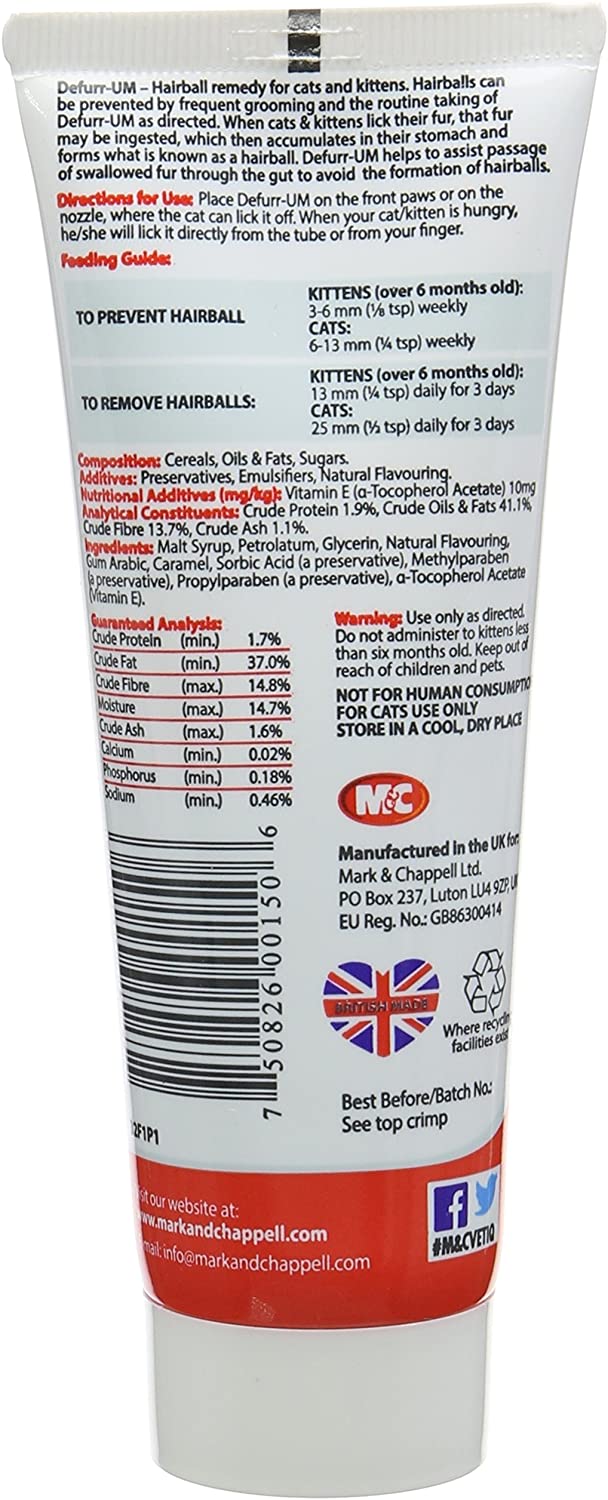 Defurr-UM – Hairball remedy for cats and kittens. Hairballs can
be prevented by frequent grooming and the routine taking of
Defurr-UM as directed. When cats & kittens lick their fur, that fur
may be ingested, which then accumulates in their stomach and
forms what is known as a hairball. Defurr-UM helps to assist passage
of swallowed fur through the gut to avoid the formation of hairballs.
Directions for Use: Place Defurr-UM on the front paws or on the
nozzle, where the cat can lick it off. When your cat/kitten is hungry,
he/she will lick it directly from the tube or from your finger.
Feeding Guide:
TO PREVENT HAIRBALL
KITTENS (over 6 months old):
3-6 mm (⅛ tsp) weekly
CATS:
6-13 mm (¼ tsp) weekly
TO REMOVE HAIRBALLS:
KITTENS (over 6 months old):
13 mm (¼ tsp) daily for 3 days
CATS:
25 mm (½ tsp) daily for 3 days
Composition: Cereals, Oils & Fats, Sugars.
Additives: Preservatives, Emulsifiers, Natural Flavouring.
Nutritional Additives (mg/kg): Vitamin E (α-Tocopherol Acetate) 10mg
Analytical Constituents: Crude Protein 1.9%, Crude Oils & Fats 41.1%,
Crude Fibre 13.7%, Crude Ash 1.1%.
Ingredients: Malt Syrup, Petrolatum, Glycerin, Natural Flavouring,
Gum Arabic, Caramel, Sorbic Acid (a preservative), Methylparaben
(a preservative), Propylparaben (a preservative), α-Tocopherol Acetate
(Vitamin E).
Guaranteed Analysis:
Crude Protein (min.) 1.7%
Crude Fat (min.) 37.0%
Crude Fibre (max.) 14.8%
Moisture (max.) 14.7%
Crude Ash (max.) 1.6%
Calcium (min.) 0.02%
Phosphorus (min.) 0.18%
Sodium (min.) 0.46%
Warning: Use only as directed.
Do not administer to kittens less
than six months old. Keep out of
reach of children and pets.
NOT FOR HUMAN CONSUMPTIO
FOR CATS USE ONLY
STORE IN A COOL, DRY PLACE
M&C
Manufactured in the UK for:
Mark & Chappell Ltd.
PO Box 237, Luton LU4 9ZP, U
EU Reg. No.: GB86300414
7 50826 00150 6
BRITISH MADE
Where recycling
facilities exist
Best Before/Batch No.:
See top crimp
2F1P1
sit our website at:
www.markandchappell.com
mail: info@markandchappell.com
#M&CVETIQ